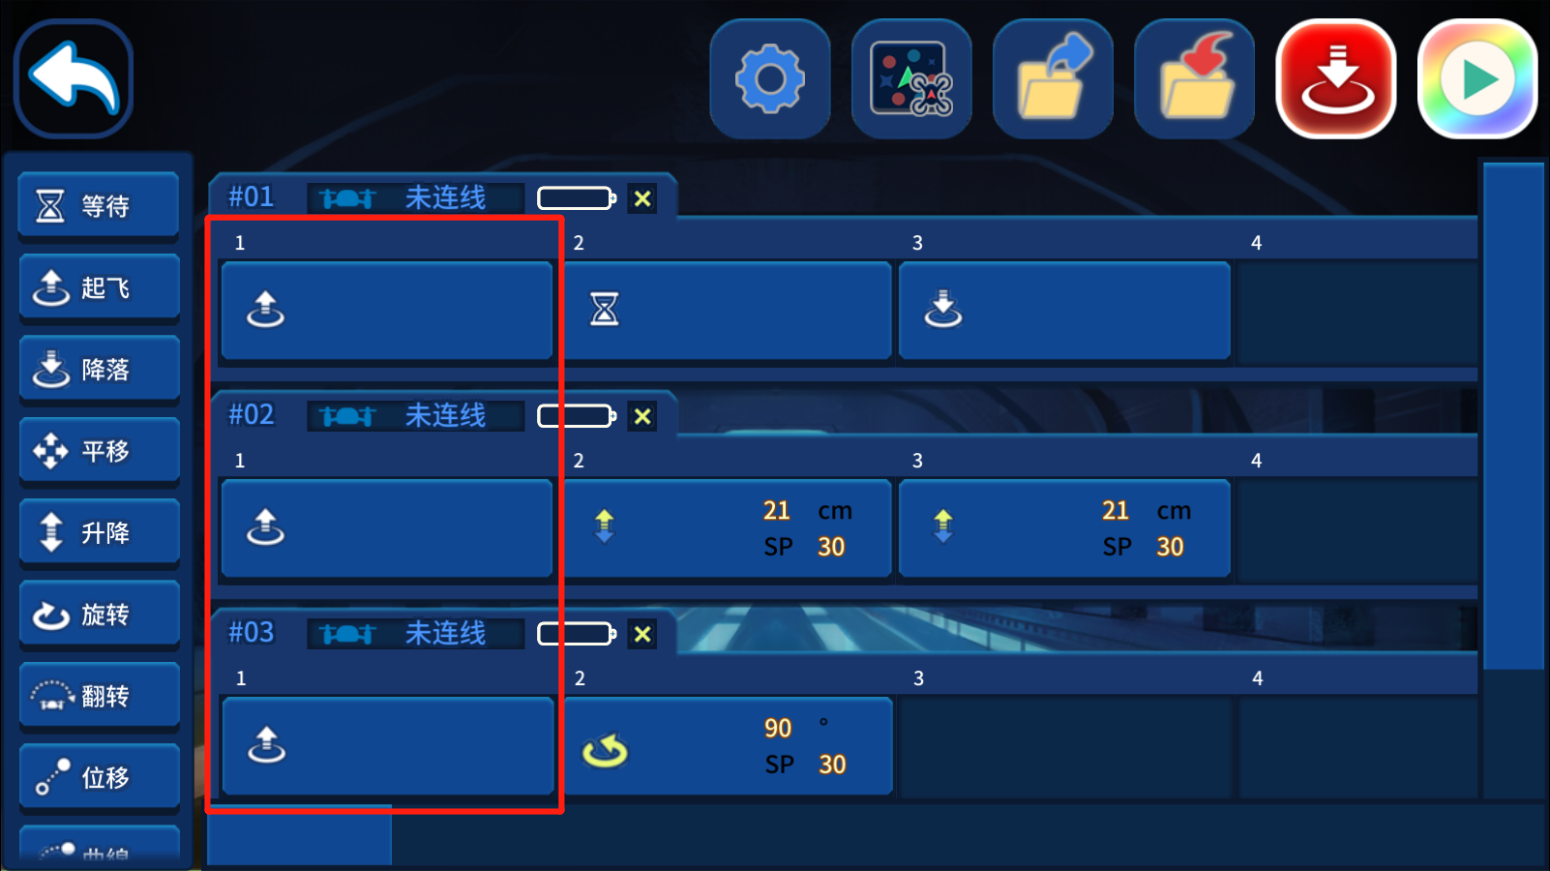 等待
起飞
降落
平移
升降
旋转
翻转
位移
#01 未连线
1 2 3 4
#02 未连线
1 2 3 4
21 cm 21 cm
SP 30 SP 30
#03 未连线
1 2 3 4
90 °
SP 30